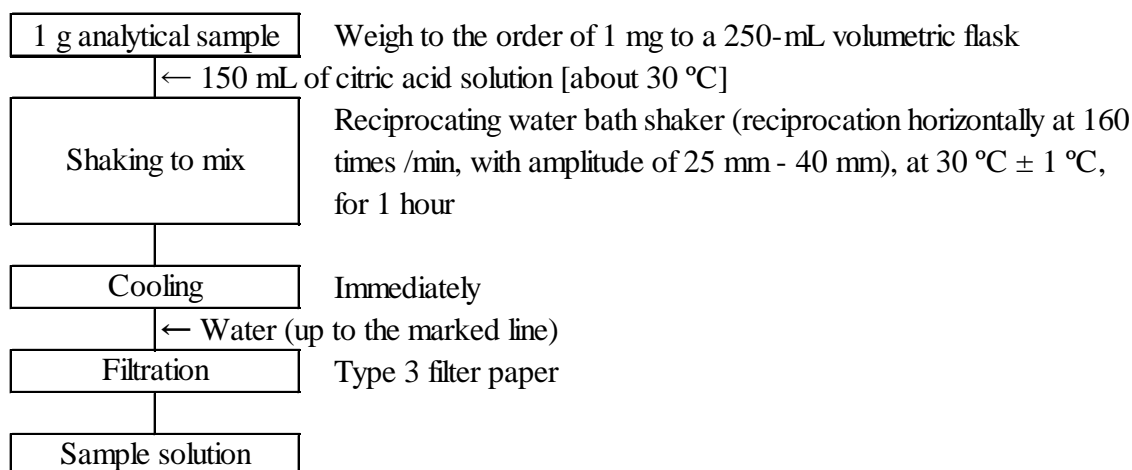 1 g analytical sample Weigh to the order of 1 mg to a 250-mL volumetric flask
← 150 mL of citric acid solution [about 30 ºC]
Reciprocating water bath shaker (reciprocation horizontally at 160
Shaking to mix times /min, with amplitude of 25 mm - 40 mm), at 30 ºC ± 1 ºC,
for 1 hour
Cooling Immediately
← Water (up to the marked line)
Filtration Type 3 filter paper
Sample solution